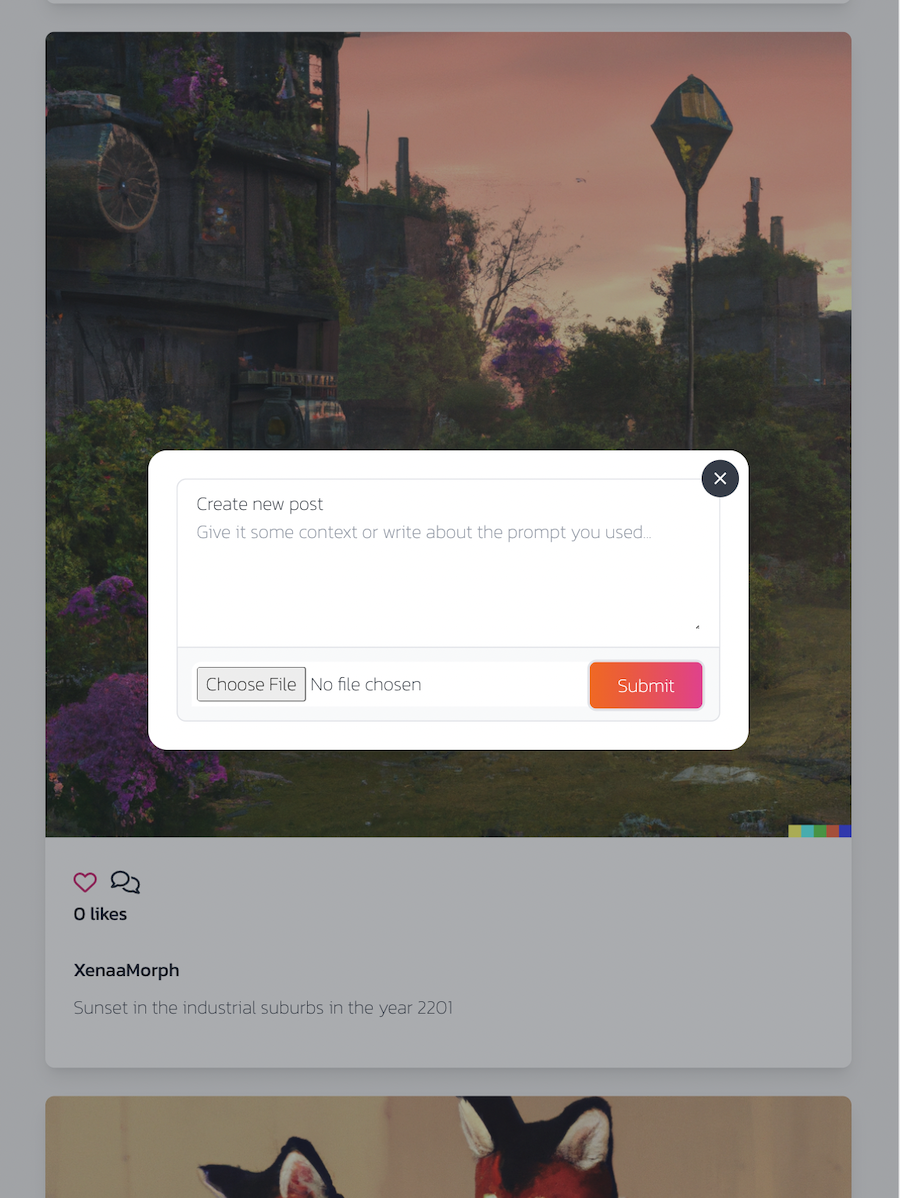 Create new post
Give it some context or write about the prompt you used...
Choose File No file chosen
Submit
0 likes
XenaaMorph
Sunset in the industrial suburbs in the year 2201